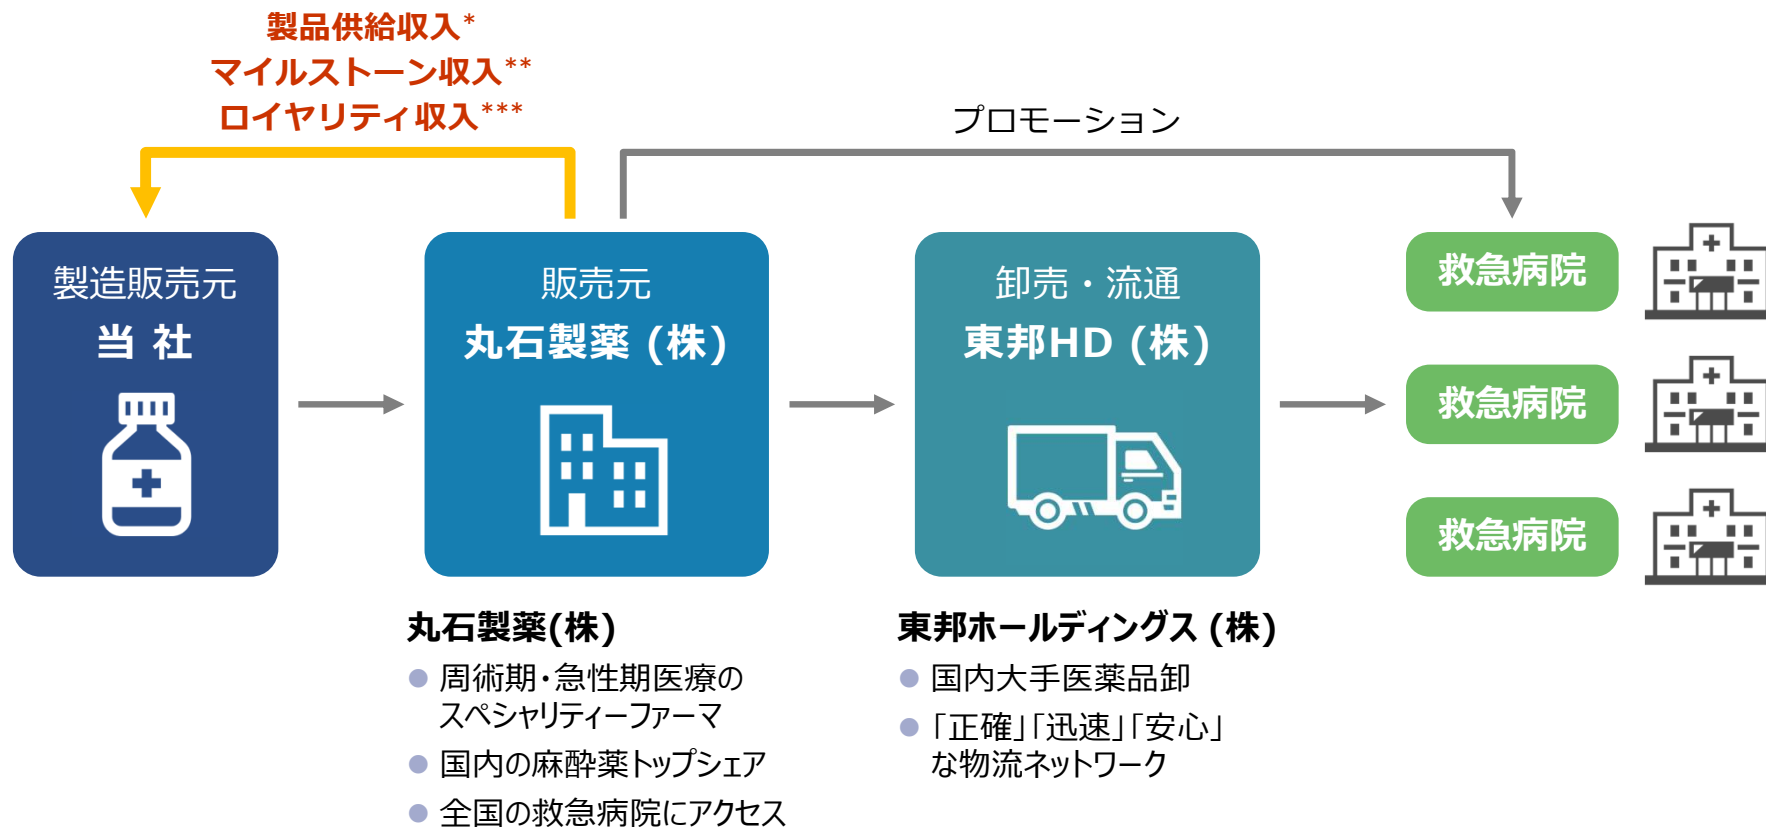 製品供給収入*
マイルストーン収入**
ロイヤリティ収入***
プロモーション
製造販売元
当 社
販売元
丸石製薬 (株)
卸売・流通
東邦HD (株)
救急病院
救急病院
救急病院
丸石製薬(株)
● 周術期・急性期医療の
スペシャリティーファーマ
● 国内の麻酔薬トップシェア
● 全国の救急病院にアクセス
東邦ホールディングス (株)
● 国内大手医薬品卸
● 「正確」「迅速」「安心」
な物流ネットワーク